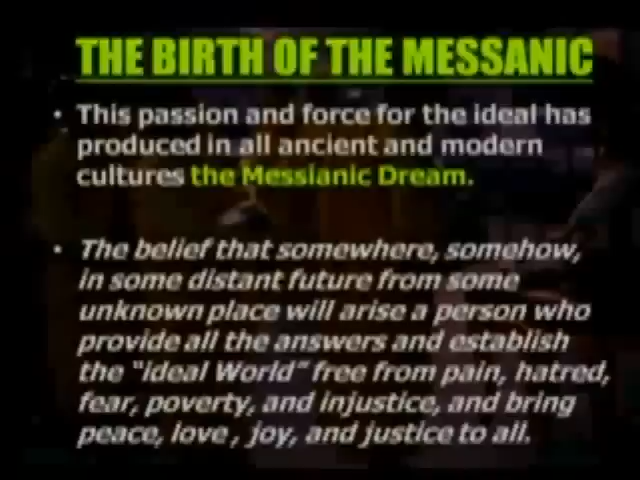 THE BIRTH OF THE MESSANIC
• This passion and force for the ideal has
produced in all ancient and modern
cultures the Messianic Dream.
• The belief that somewhere, somehow,
in some distant future from some
unknown place will arise a person who
provide all the answers and establish
the "ideal World" free from pain, hatred,
fear, poverty, and injustice, and bring
peace, love , joy, and justice to all.